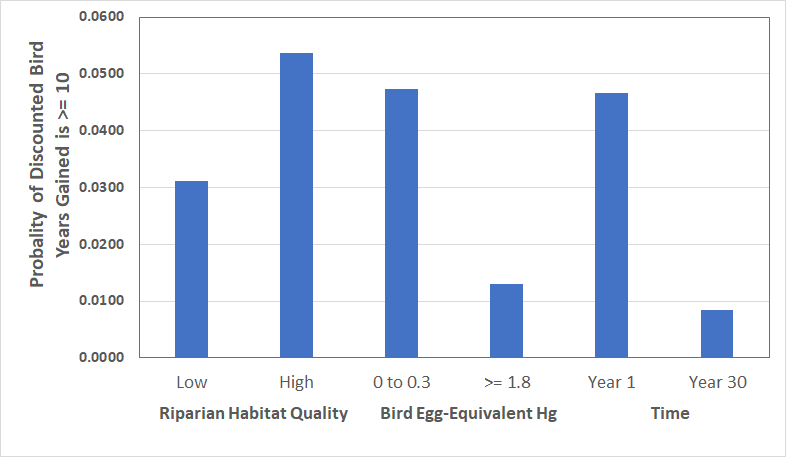 Probality of Discounted Bird
Years Gained is >= 10
0.0600
0.0500
0.0400
0.0300
0.0200
0.0100
0.0000
Low High 0 to 0.3 >= 1.8 Year 1 Year 30
Riparian Habitat Quality Bird Egg-Equivalent Hg Time